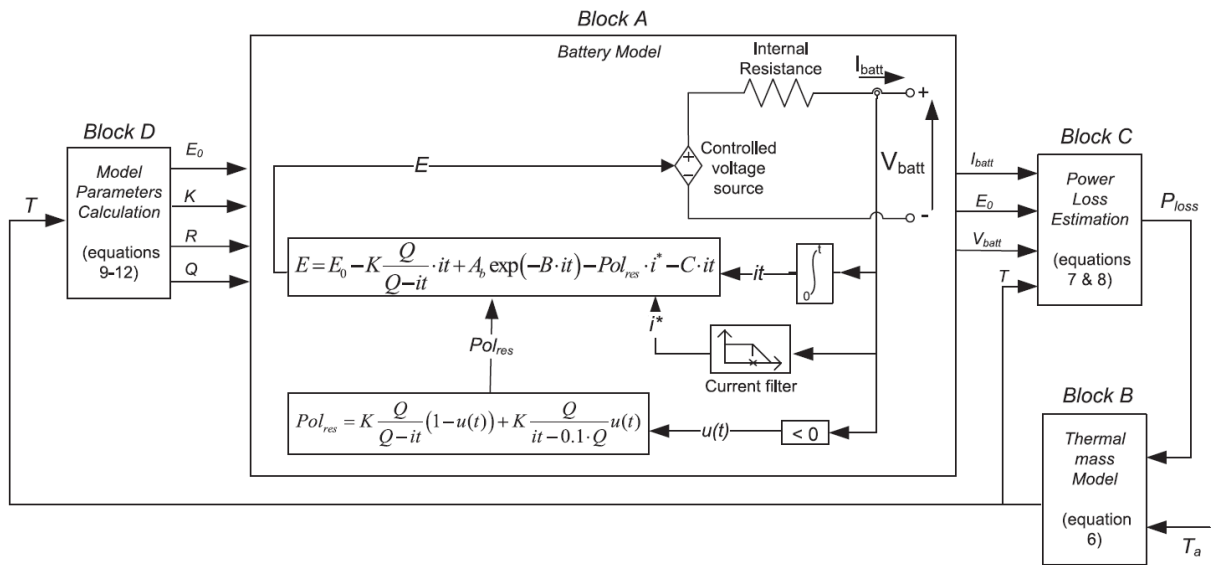 Block A
Battery Model
Internal
Resistance
I_batt
+
Block D
E_0
Model
Parameters
Calculation
(equations
9-12)
T
K
R
Q
E
+
−
Controlled
voltage
source
V_batt
-
Block C
I_batt
E_0
V_batt
T
Power
Loss
Estimation
(equations
7 & 8)
P_loss
E = E_0 − K Q/(Q−it) · it + A_b exp(−B·it) − Pol_res · i* − C·it
it
∫_0^t
i*
Pol_res
Current filter
Pol_res = K Q/(Q−it) (1−u(t)) + K Q/(it−0.1·Q) u(t)
u(t)
< 0
Block B
Thermal
mass
Model
(equation
6)
T_a